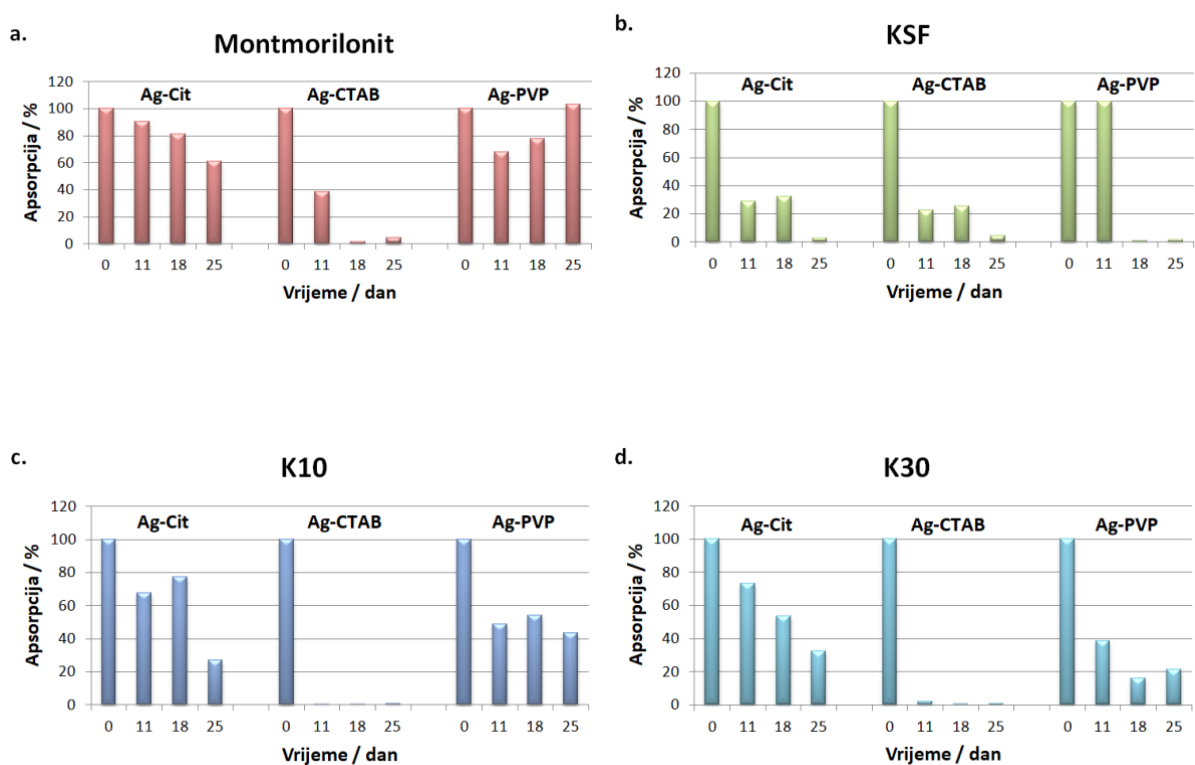 a.
Montmorilonit
Apsorpcija / %
120
100
80
60
40
20
0
Ag-Cit
Ag-CTAB
Ag-PVP
0 11 18 25 0 11 18 25 0 11 18 25
Vrijeme / dan
b.
KSF
Apsorpcija / %
120
100
80
60
40
20
0
Ag-Cit
Ag-CTAB
Ag-PVP
0 11 18 25 0 11 18 25 0 11 18 25
Vrijeme / dan
c.
K10
Apsorpcija / %
120
100
80
60
40
20
0
Ag-Cit
Ag-CTAB
Ag-PVP
0 11 18 25 0 11 18 25 0 11 18 25
Vrijeme / dan
d.
K30
Apsorpcija / %
120
100
80
60
40
20
0
Ag-Cit
Ag-CTAB
Ag-PVP
0 11 18 25 0 11 18 25 0 11 18 25
Vrijeme / dan